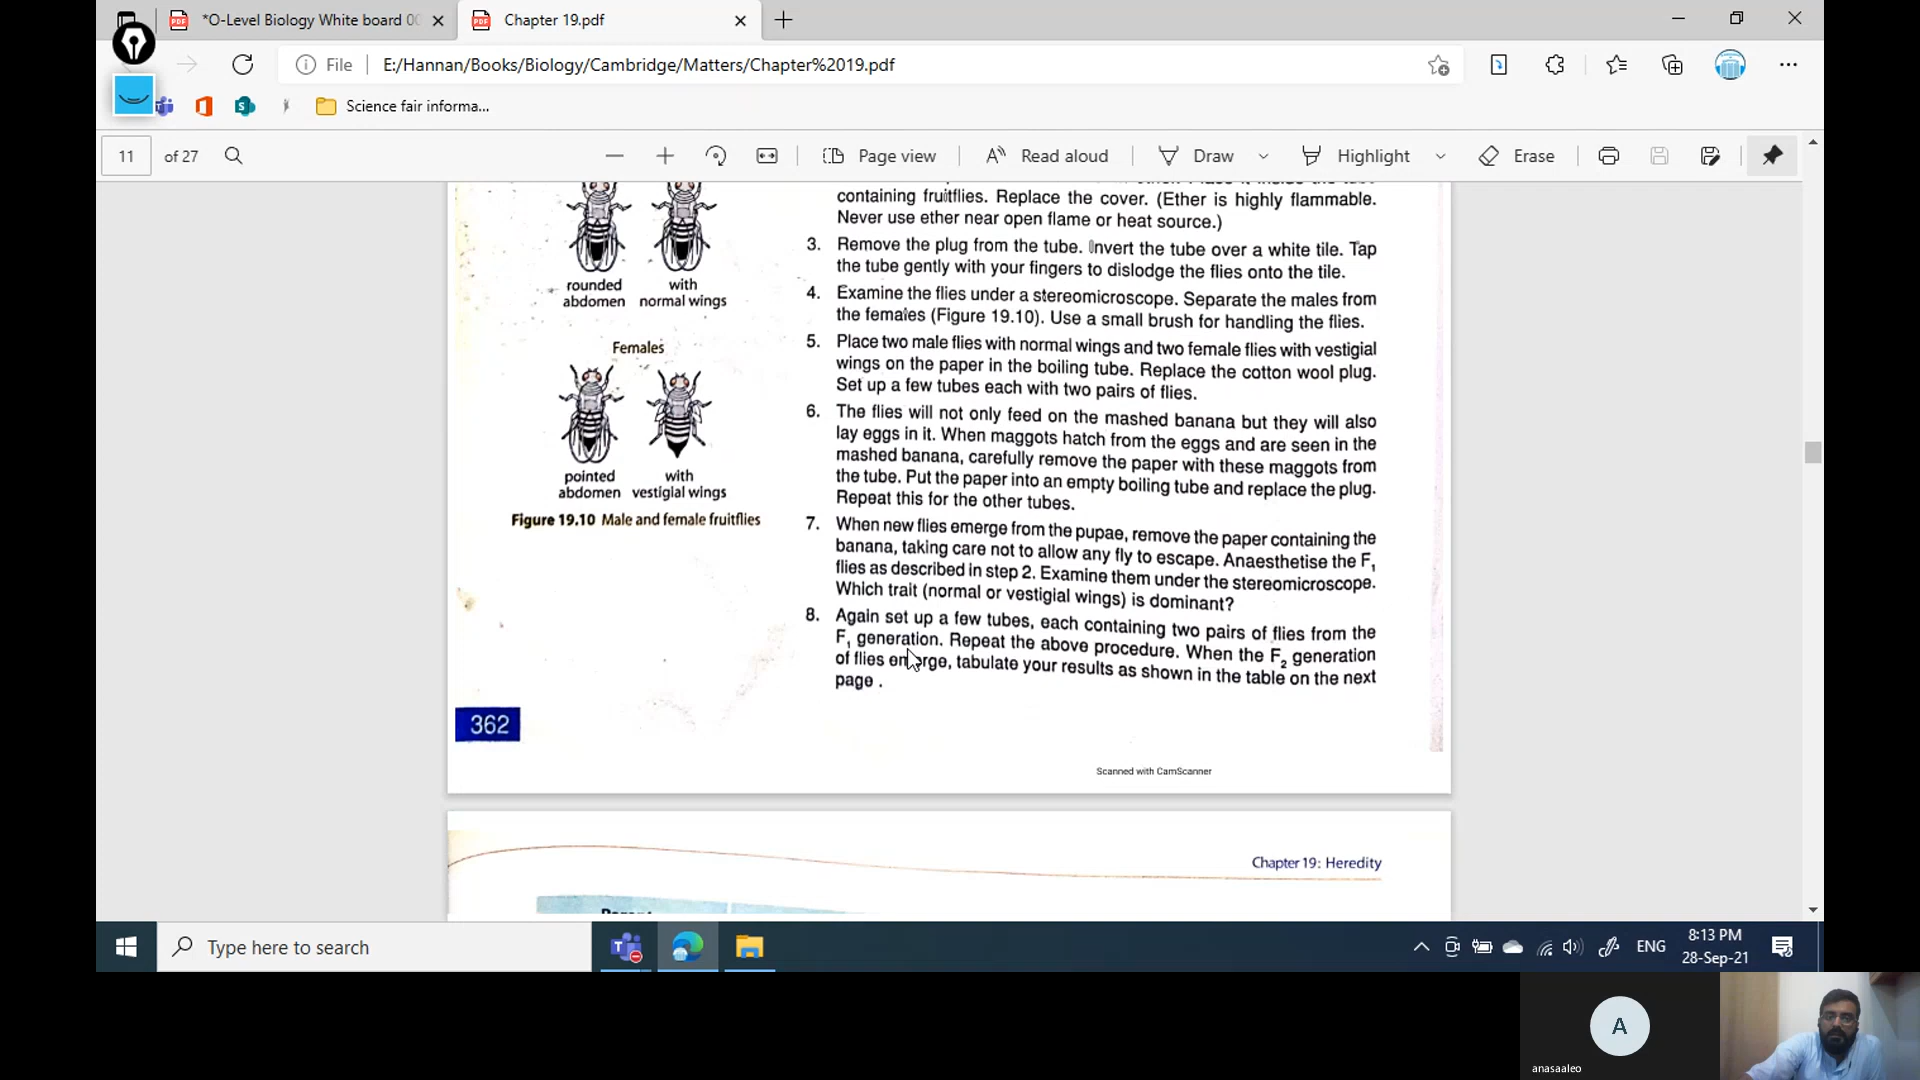 *O-Level Biology White board 00
Chapter 19.pdf
File
E:/Hannan/Books/Biology/Cambridge/Matters/Chapter%2019.pdf
Science fair informa...
11
of 27
Page view
Read aloud
Draw
Highlight
Erase
rounded abdomen
with normal wings
Females
pointed abdomen
with vestigial wings
Figure 19.10 Male and female fruitflies
containing fruitflies. Replace the cover. (Ether is highly flammable.
Never use ether near open flame or heat source.)
3. Remove the plug from the tube. Invert the tube over a white tile. Tap
the tube gently with your fingers to dislodge the flies onto the tile.
4. Examine the flies under a stereomicroscope. Separate the males from
the females (Figure 19.10). Use a small brush for handling the flies.
5. Place two male flies with normal wings and two female flies with vestigial
wings on the paper in the boiling tube. Replace the cotton wool plug.
Set up a few tubes each with two pairs of flies.
6. The flies will not only feed on the mashed banana but they will also
lay eggs in it. When maggots hatch from the eggs and are seen in the
mashed banana, carefully remove the paper with these maggots from
the tube. Put the paper into an empty boiling tube and replace the plug.
Repeat this for the other tubes.
7. When new flies emerge from the pupae, remove the paper containing the
banana, taking care not to allow any fly to escape. Anaesthetise the F₁
flies as described in step 2. Examine them under the stereomicroscope.
Which trait (normal or vestigial wings) is dominant?
8. Again set up a few tubes, each containing two pairs of flies from the
F₁ generation. Repeat the above procedure. When the F₂ generation
of flies emerge, tabulate your results as shown in the table on the next
page .
362
Scanned with CamScanner
Chapter 19: Heredity
Type here to search
ENG
8:13 PM
28-Sep-21
A
anasaaleo